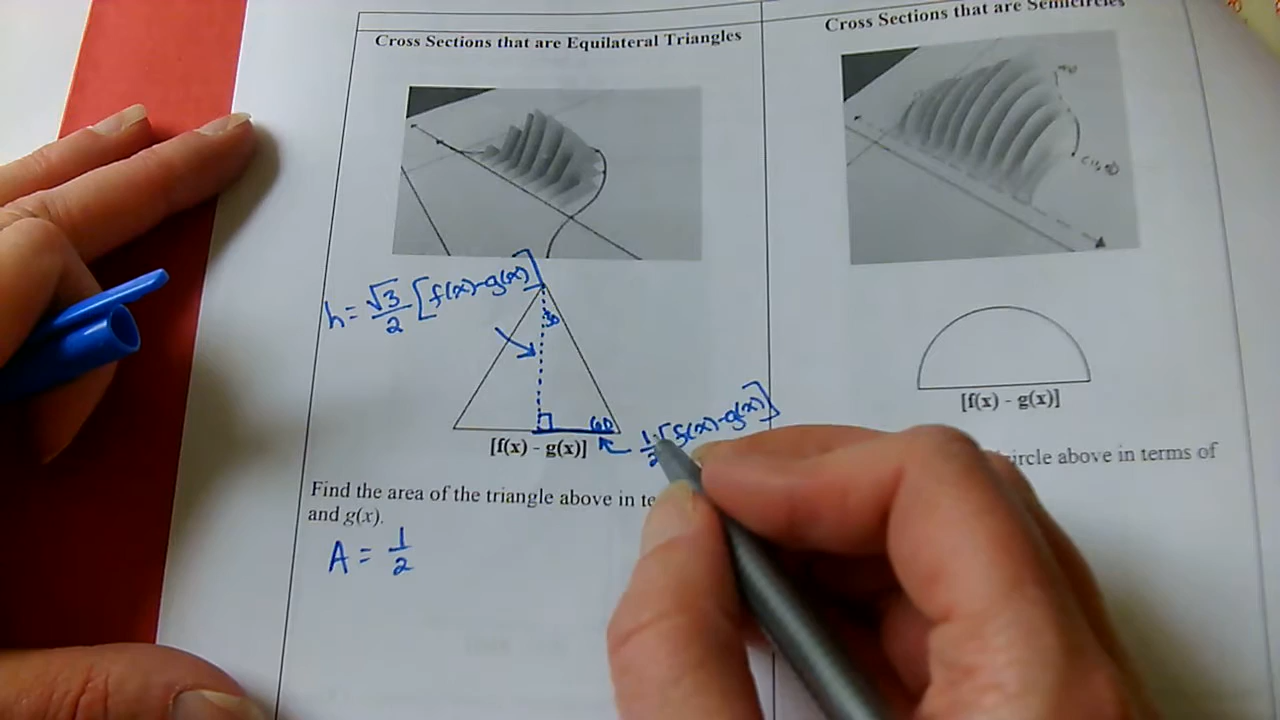 Cross Sections that are Equilateral Triangles
Cross Sections that are Semicircles
h = √3/2 [f(x)-g(x)]
30
60
[f(x) - g(x)]
1/2 [f(x)-g(x)]
[f(x) - g(x)]
Find the area of the triangle above in te
and g(x).
A = 1/2
ircle above in terms of